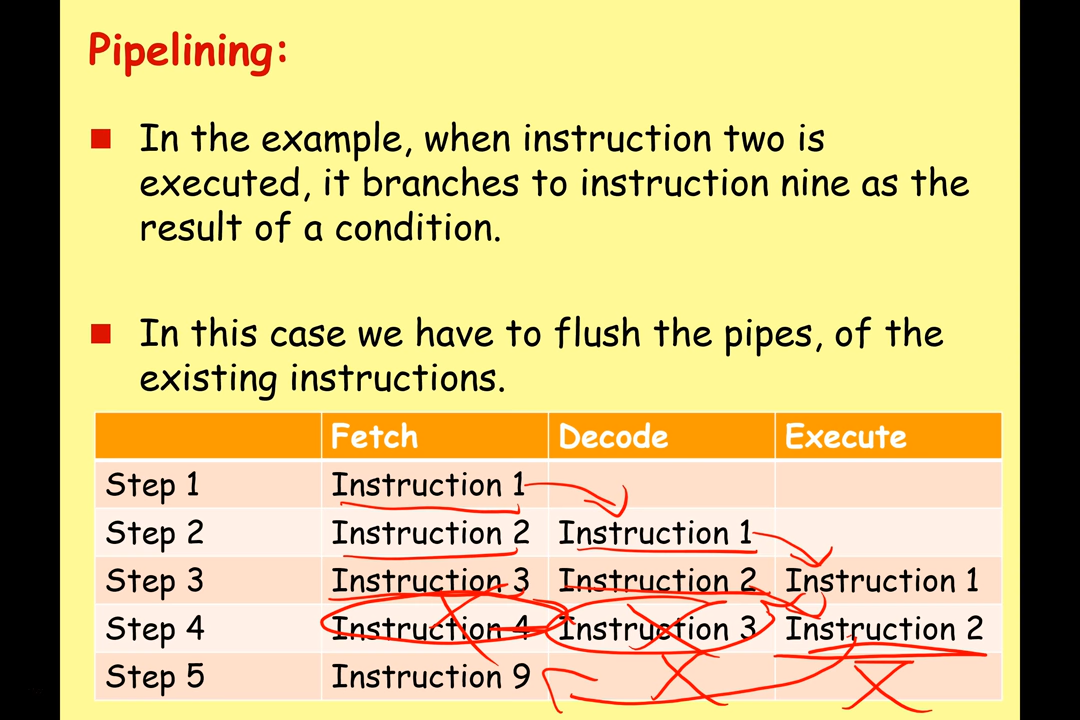 Pipelining:
In the example, when instruction two is
executed, it branches to instruction nine as the
result of a condition.
In this case we have to flush the pipes, of the
existing instructions.
Fetch Decode Execute
Step 1 Instruction 1
Step 2 Instruction 2 Instruction 1
Step 3 Instruction 3 Instruction 2 Instruction 1
Step 4 Instruction 4 Instruction 3 Instruction 2
Step 5 Instruction 9